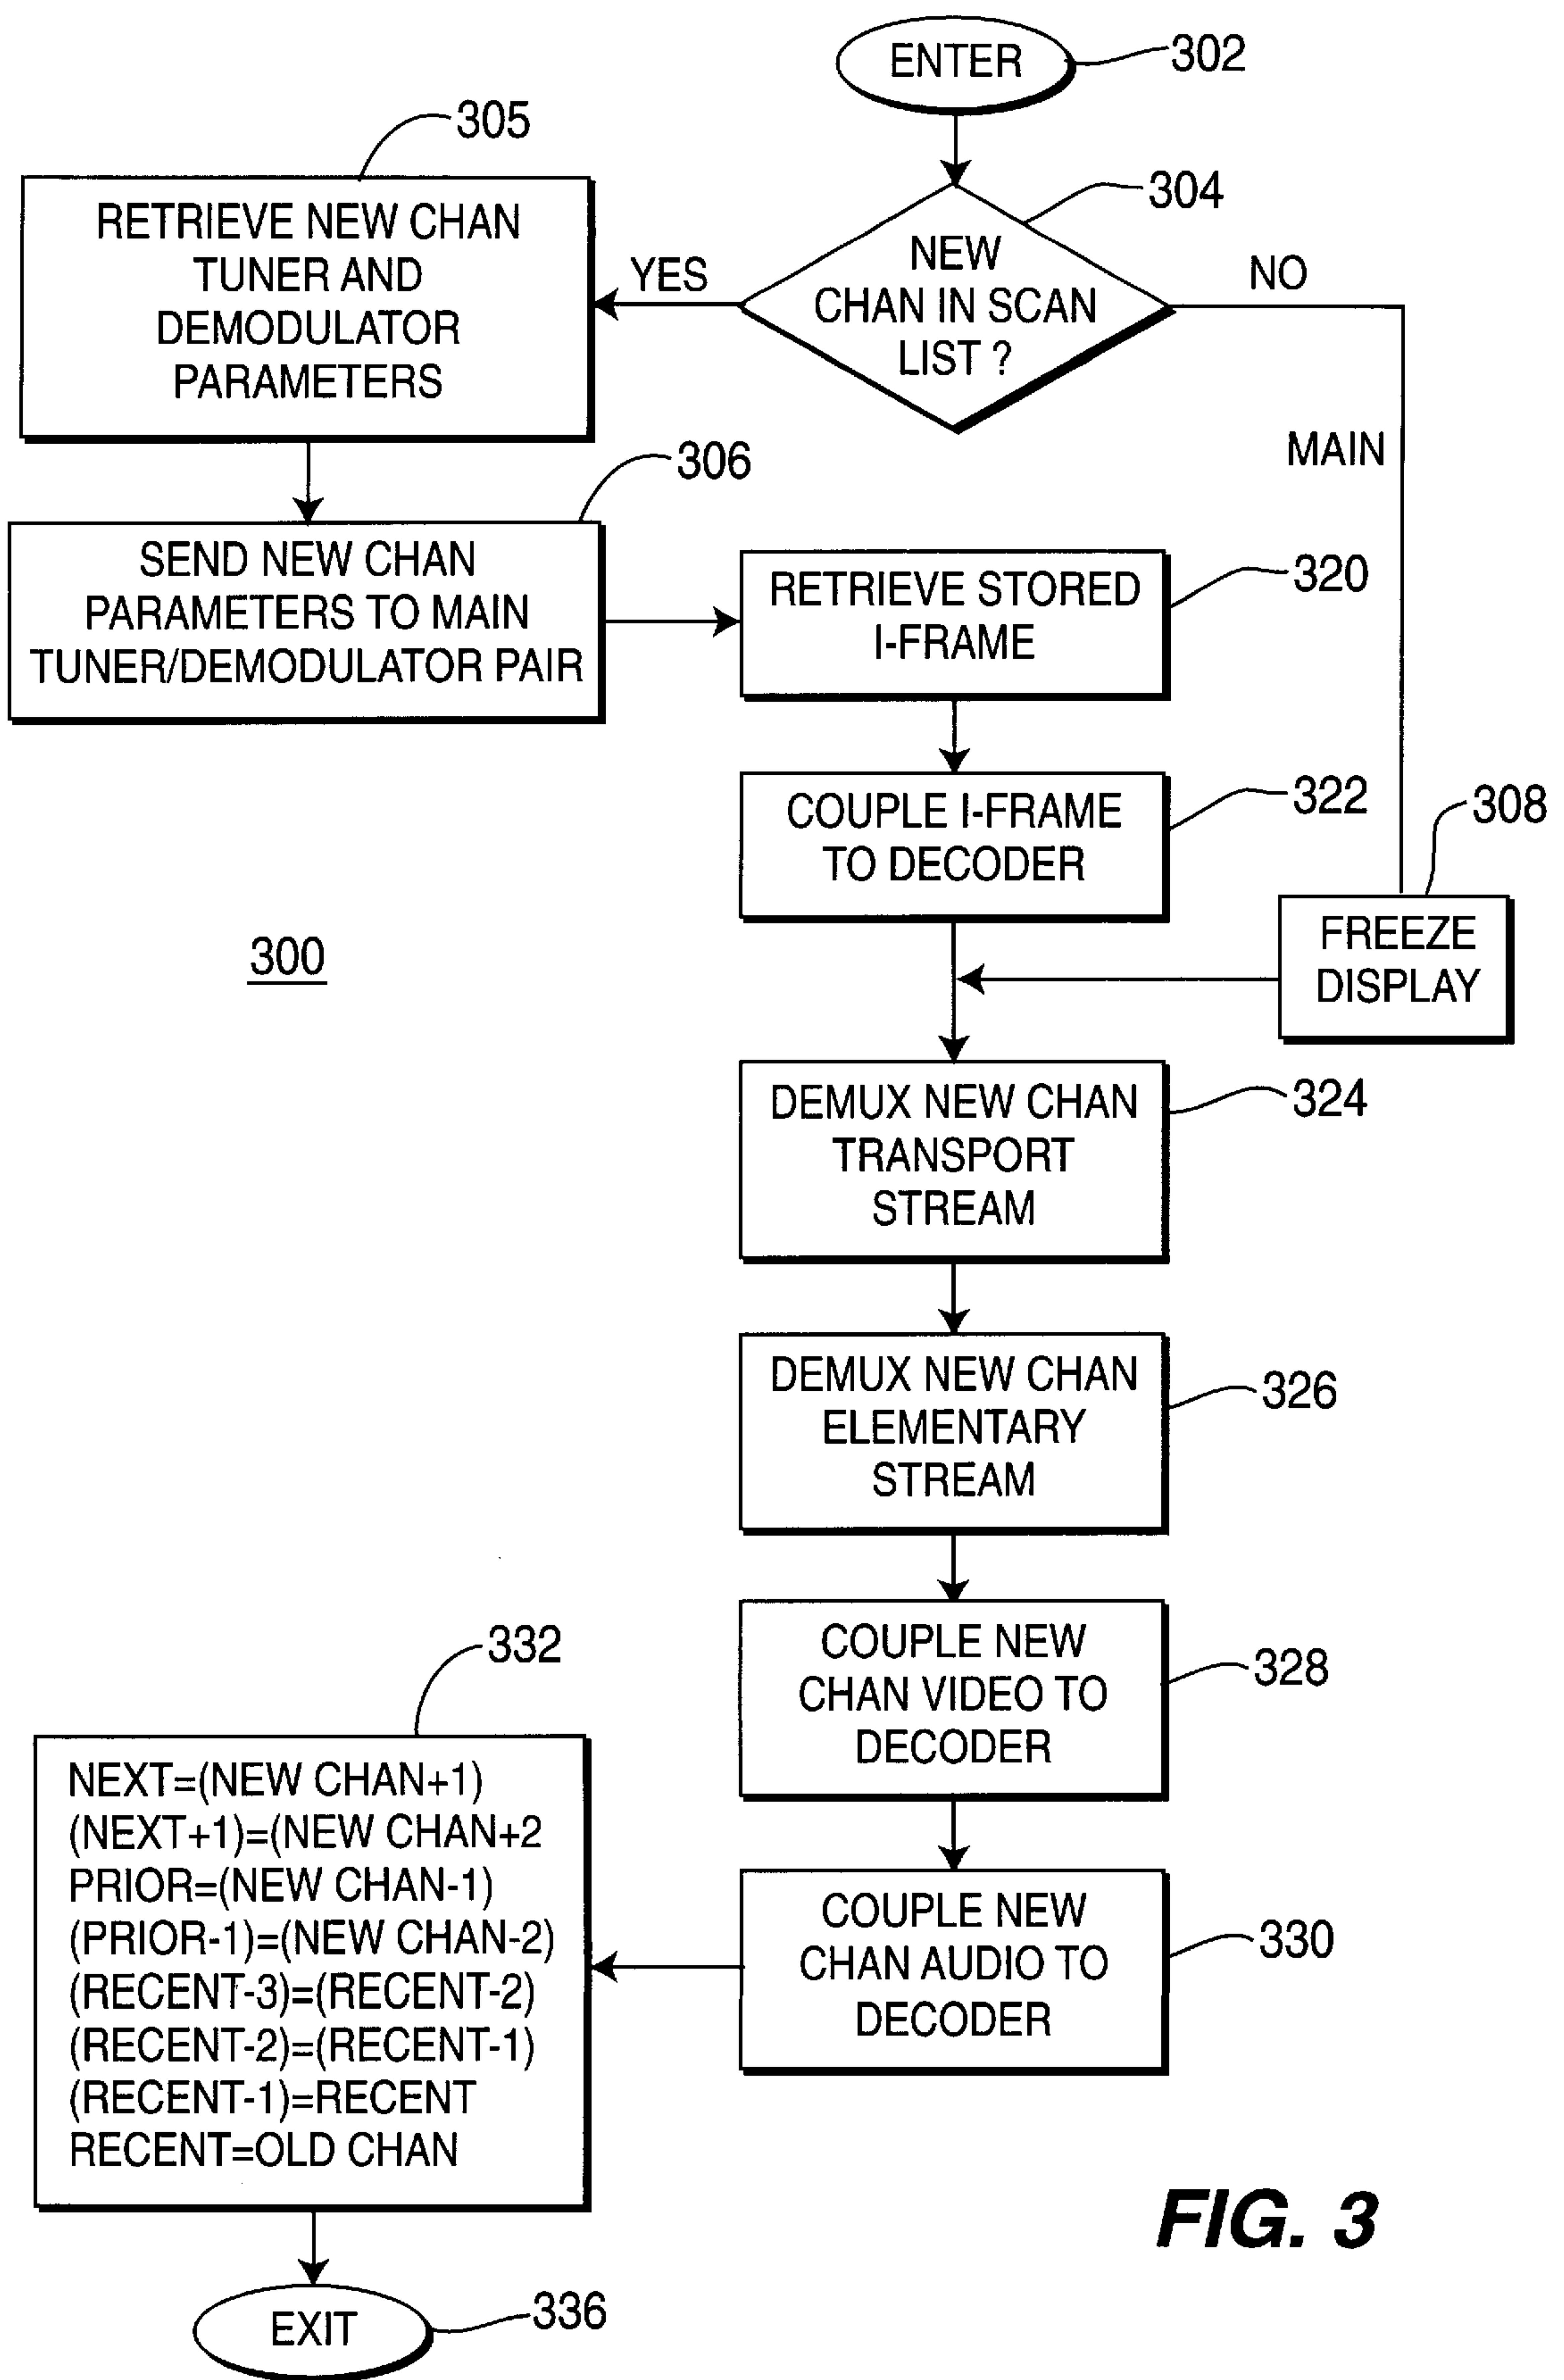 ENTER
302
305
304
RETRIEVE NEW CHAN
TUNER AND
DEMODULATOR
PARAMETERS
YES
NEW
CHAN IN SCAN
LIST ?
NO
MAIN
306
SEND NEW CHAN
PARAMETERS TO MAIN
TUNER/DEMODULATOR PAIR
RETRIEVE STORED
I-FRAME
320
COUPLE I-FRAME
TO DECODER
322
308
FREEZE
DISPLAY
300
DEMUX NEW CHAN
TRANSPORT
STREAM
324
DEMUX NEW CHAN
ELEMENTARY
STREAM
326
COUPLE NEW
CHAN VIDEO TO
DECODER
328
COUPLE NEW
CHAN AUDIO TO
DECODER
330
332
NEXT=(NEW CHAN+1)
(NEXT+1)=(NEW CHAN+2
PRIOR=(NEW CHAN-1)
(PRIOR-1)=(NEW CHAN-2)
(RECENT-3)=(RECENT-2)
(RECENT-2)=(RECENT-1)
(RECENT-1)=RECENT
RECENT=OLD CHAN
EXIT
336
FIG. 3